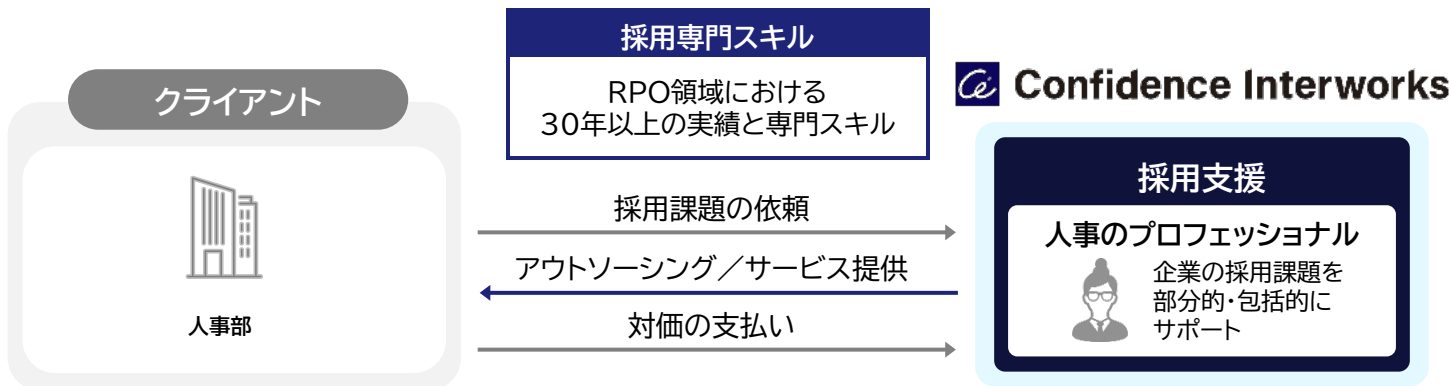 採用専門スキル
RPO領域における
30年以上の実績と専門スキル
クライアント
人事部
採用課題の依頼
アウトソーシング／サービス提供
対価の支払い
Ci Confidence Interworks
採用支援
人事のプロフェッショナル
企業の採用課題を
部分的・包括的に
サポート